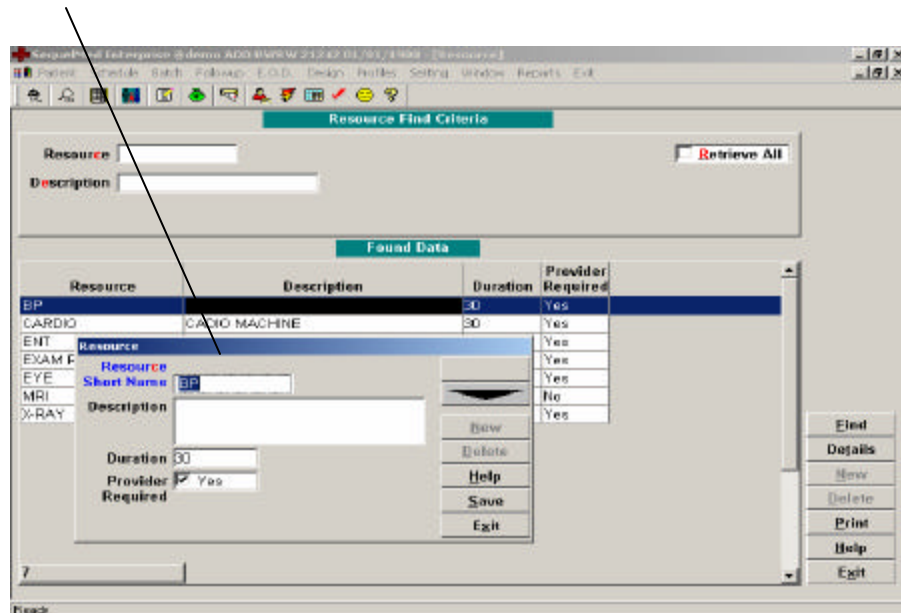 SequelMed Enterprise @demo ADD BWR W 21242 01/01/1900 - [Resource]
Patient Schedule Batch Followup E.O.D. Design Profiles Setting Window Reports Exit
Resource Find Criteria
Resource
Retrieve All
Description
Found Data
Resource Description Duration Provider Required
BP 30 Yes
CARDIO CADIO MACHINE 30 Yes
ENT Yes
EXAM Yes
EYE Yes
MRI No
X-RAY Yes
Resource
Resource Short Name BP
Description
Duration 30
Provider Required Yes
New
Delete
Help
Save
Exit
Find
Details
New
Delete
Print
Help
Exit
7
Ready